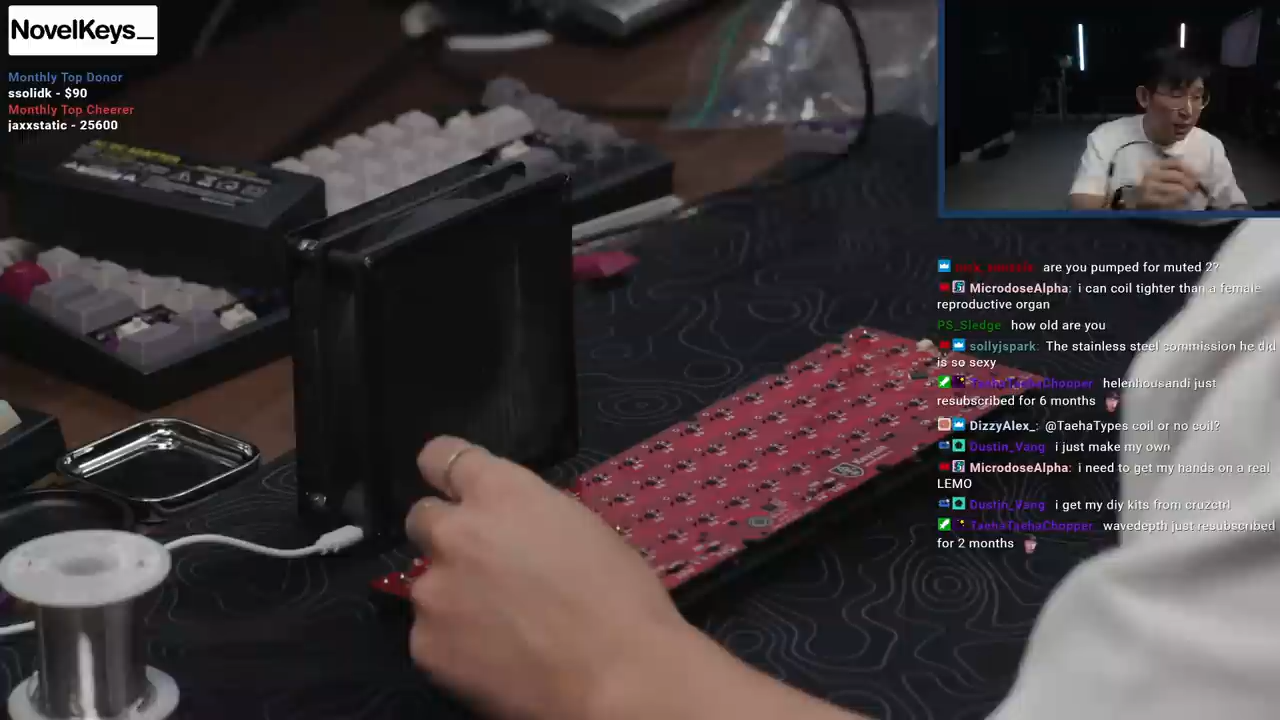 NovelKeys_
Monthly Top Donor
ssolidk - $90
Monthly Top Cheerer
jaxxstatic - 25600
are you pumped for muted 2?
MicrodoseAlpha: i can coil tighter than a female
reproductive organ
PS_Sledge how old are you
sollyjspark: The stainless steel commission he did
is so sexy
TaehaTaehaChopper helenhousandi just
resubscribed for 6 months
DizzyAlex_: @TaehaTypes coil or no coil?
Dustin_Vang i just make my own
MicrodoseAlpha: i need to get my hands on a real
LEMO
Dustin_Vang i get my diy kits from cruzctrl
TaehaTaehaChopper wavedepth just resubscribed
for 2 months